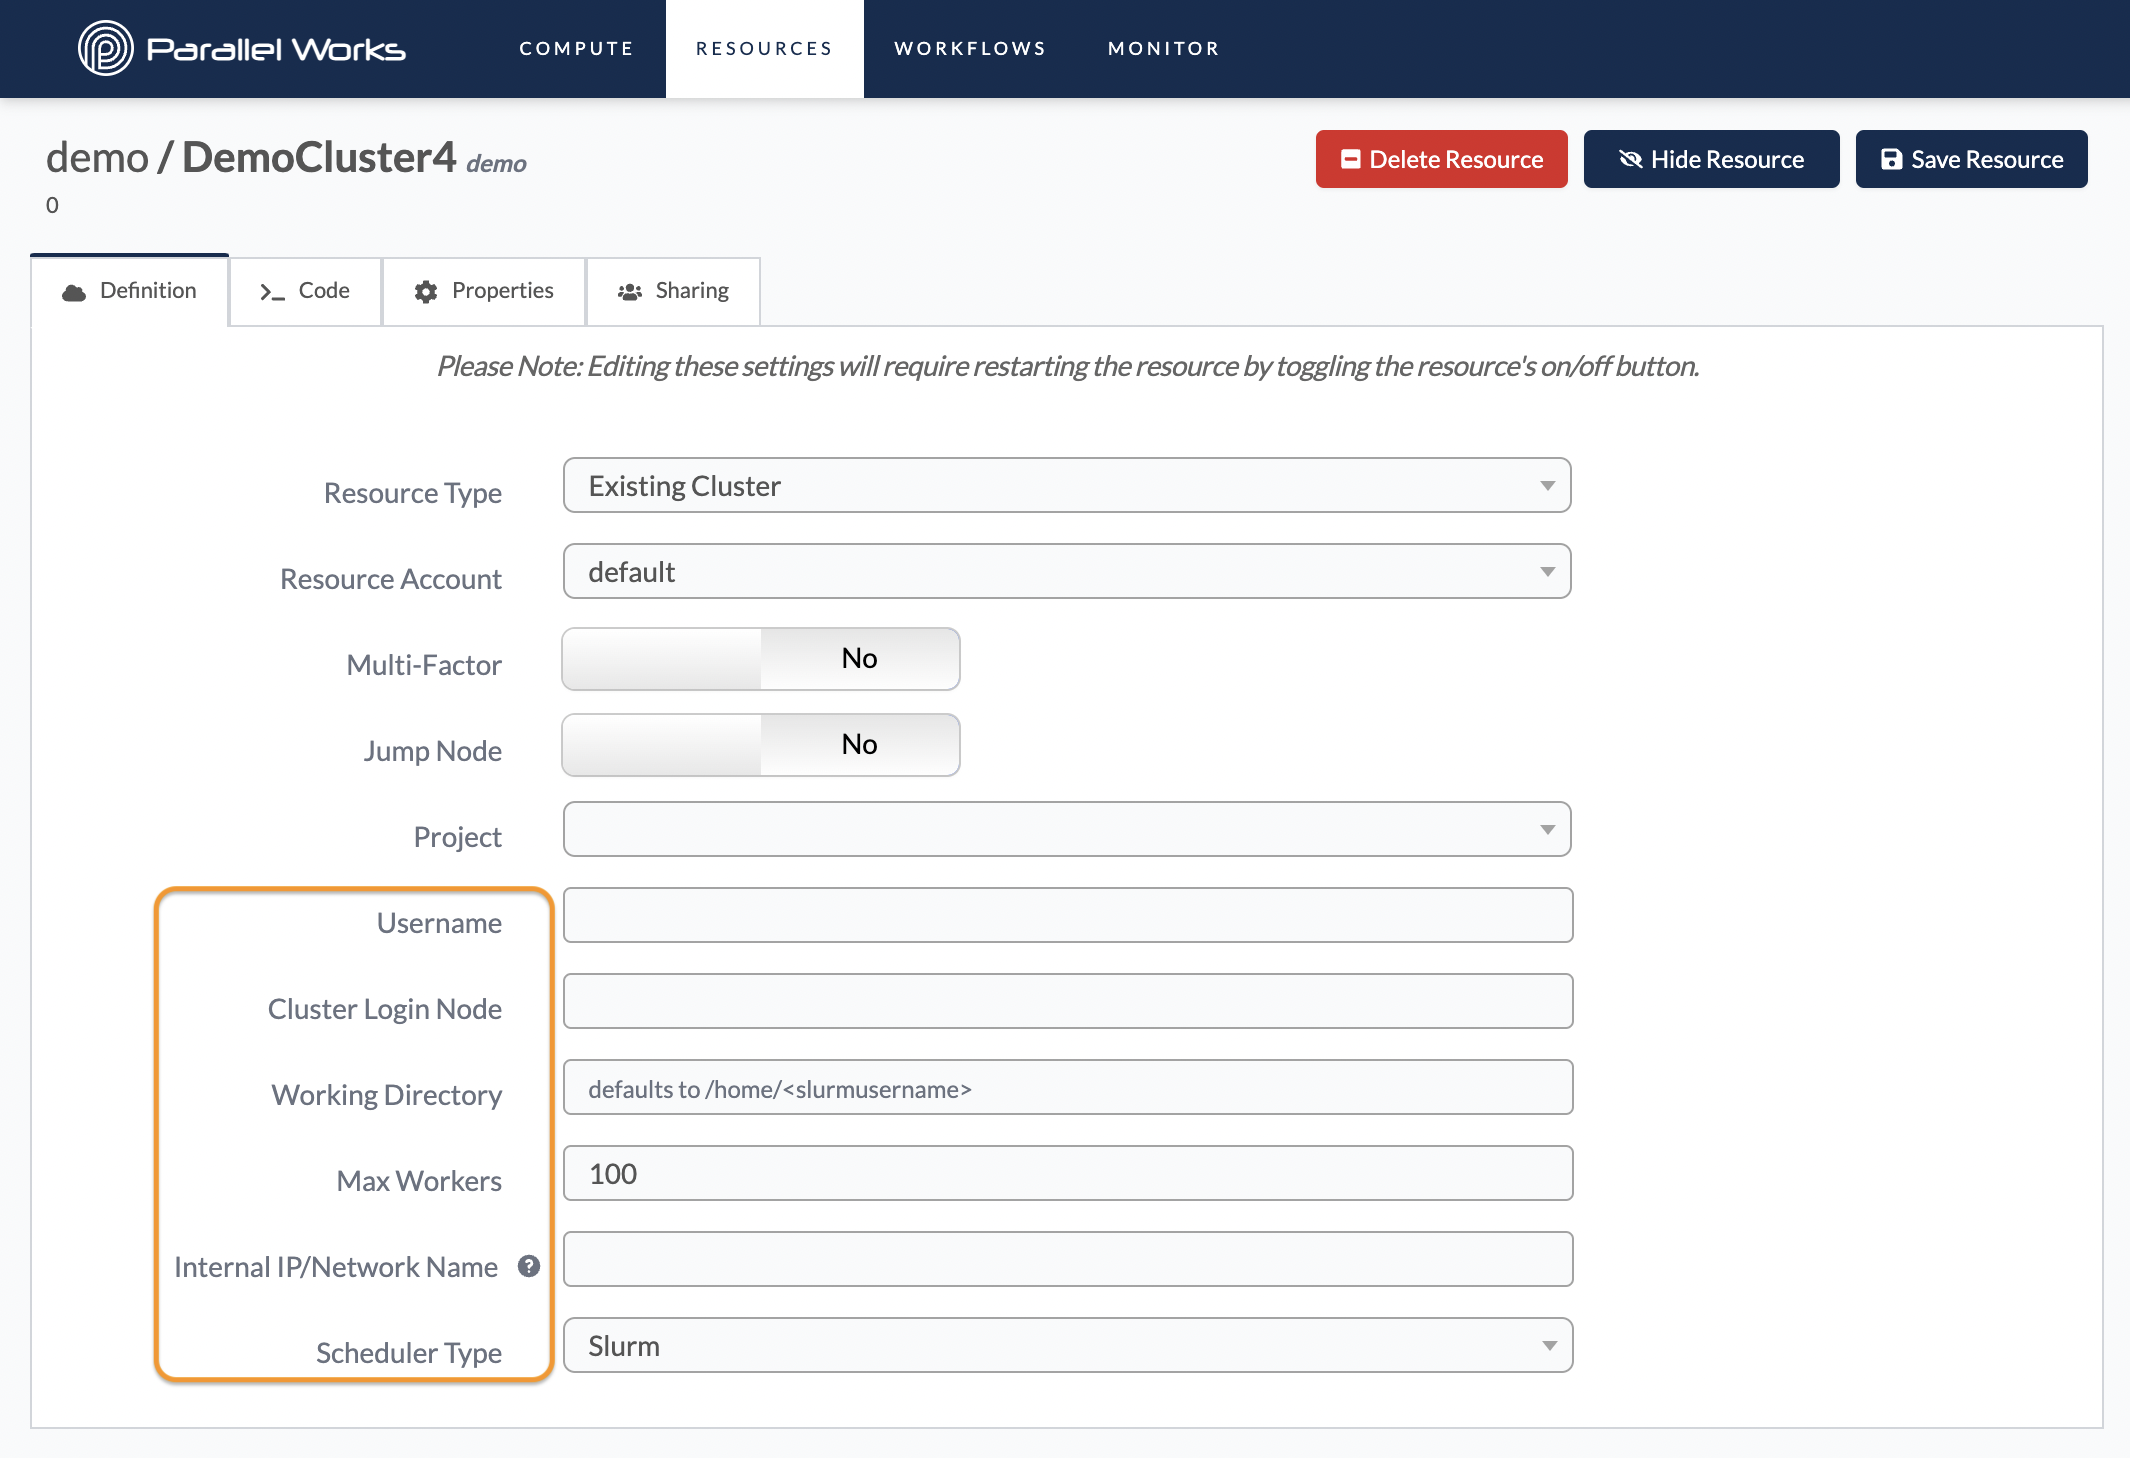 Parallel Works
COMPUTE
RESOURCES
WORKFLOWS
MONITOR
demo / DemoCluster4 demo
0
Delete Resource
Hide Resource
Save Resource
Definition
Code
Properties
Sharing
Please Note: Editing these settings will require restarting the resource by toggling the resource's on/off button.
Resource Type
Existing Cluster
Resource Account
default
Multi-Factor
No
Jump Node
No
Project
Username
Cluster Login Node
Working Directory
defaults to /home/<slurmusername>
Max Workers
100
Internal IP/Network Name ?
Scheduler Type
Slurm